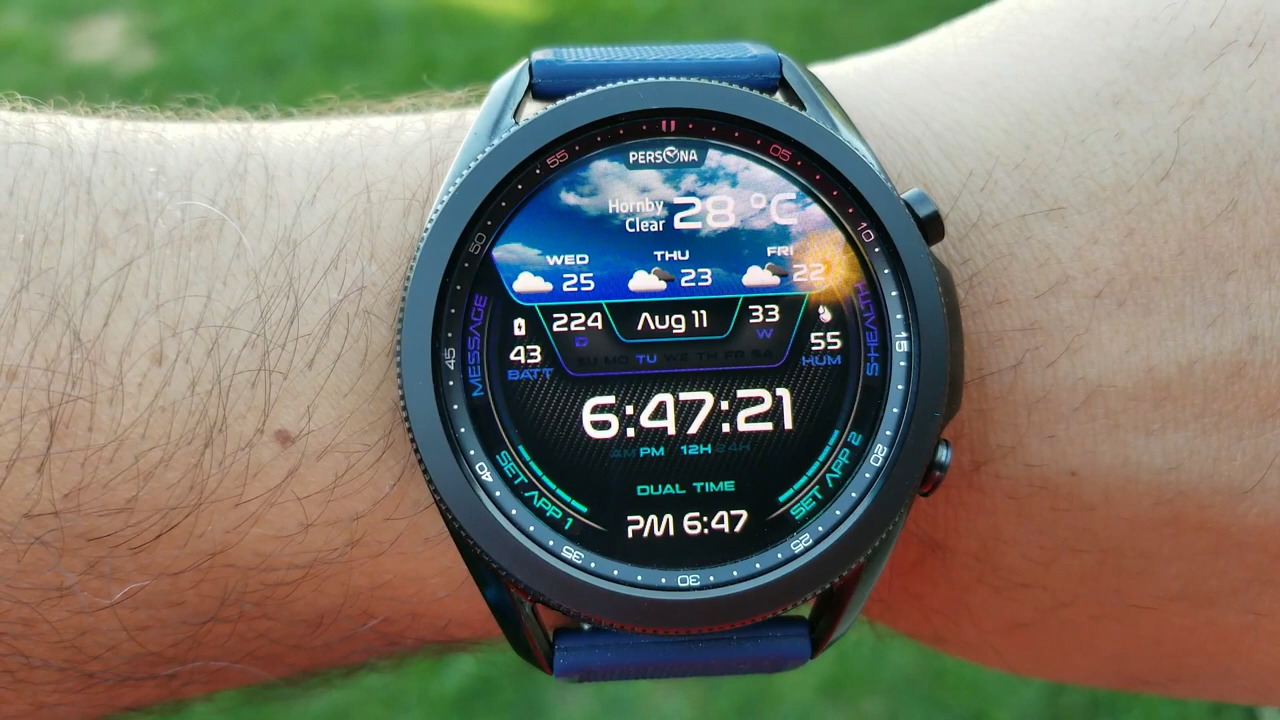 PERSONA
Hornby 28 °C
Clear
WED THU FRI
25 23 22
224 Aug 11 33
D W
SU MO TU WE TH FR SA
43 55
BATT HUM
MESSAGE
S-HEALTH
6:47:21
AM PM 12H 24H
DUAL TIME
PM 6:47
SET APP 1
SET APP 2
05
10
15
20
25
30
35
40
45
50
55